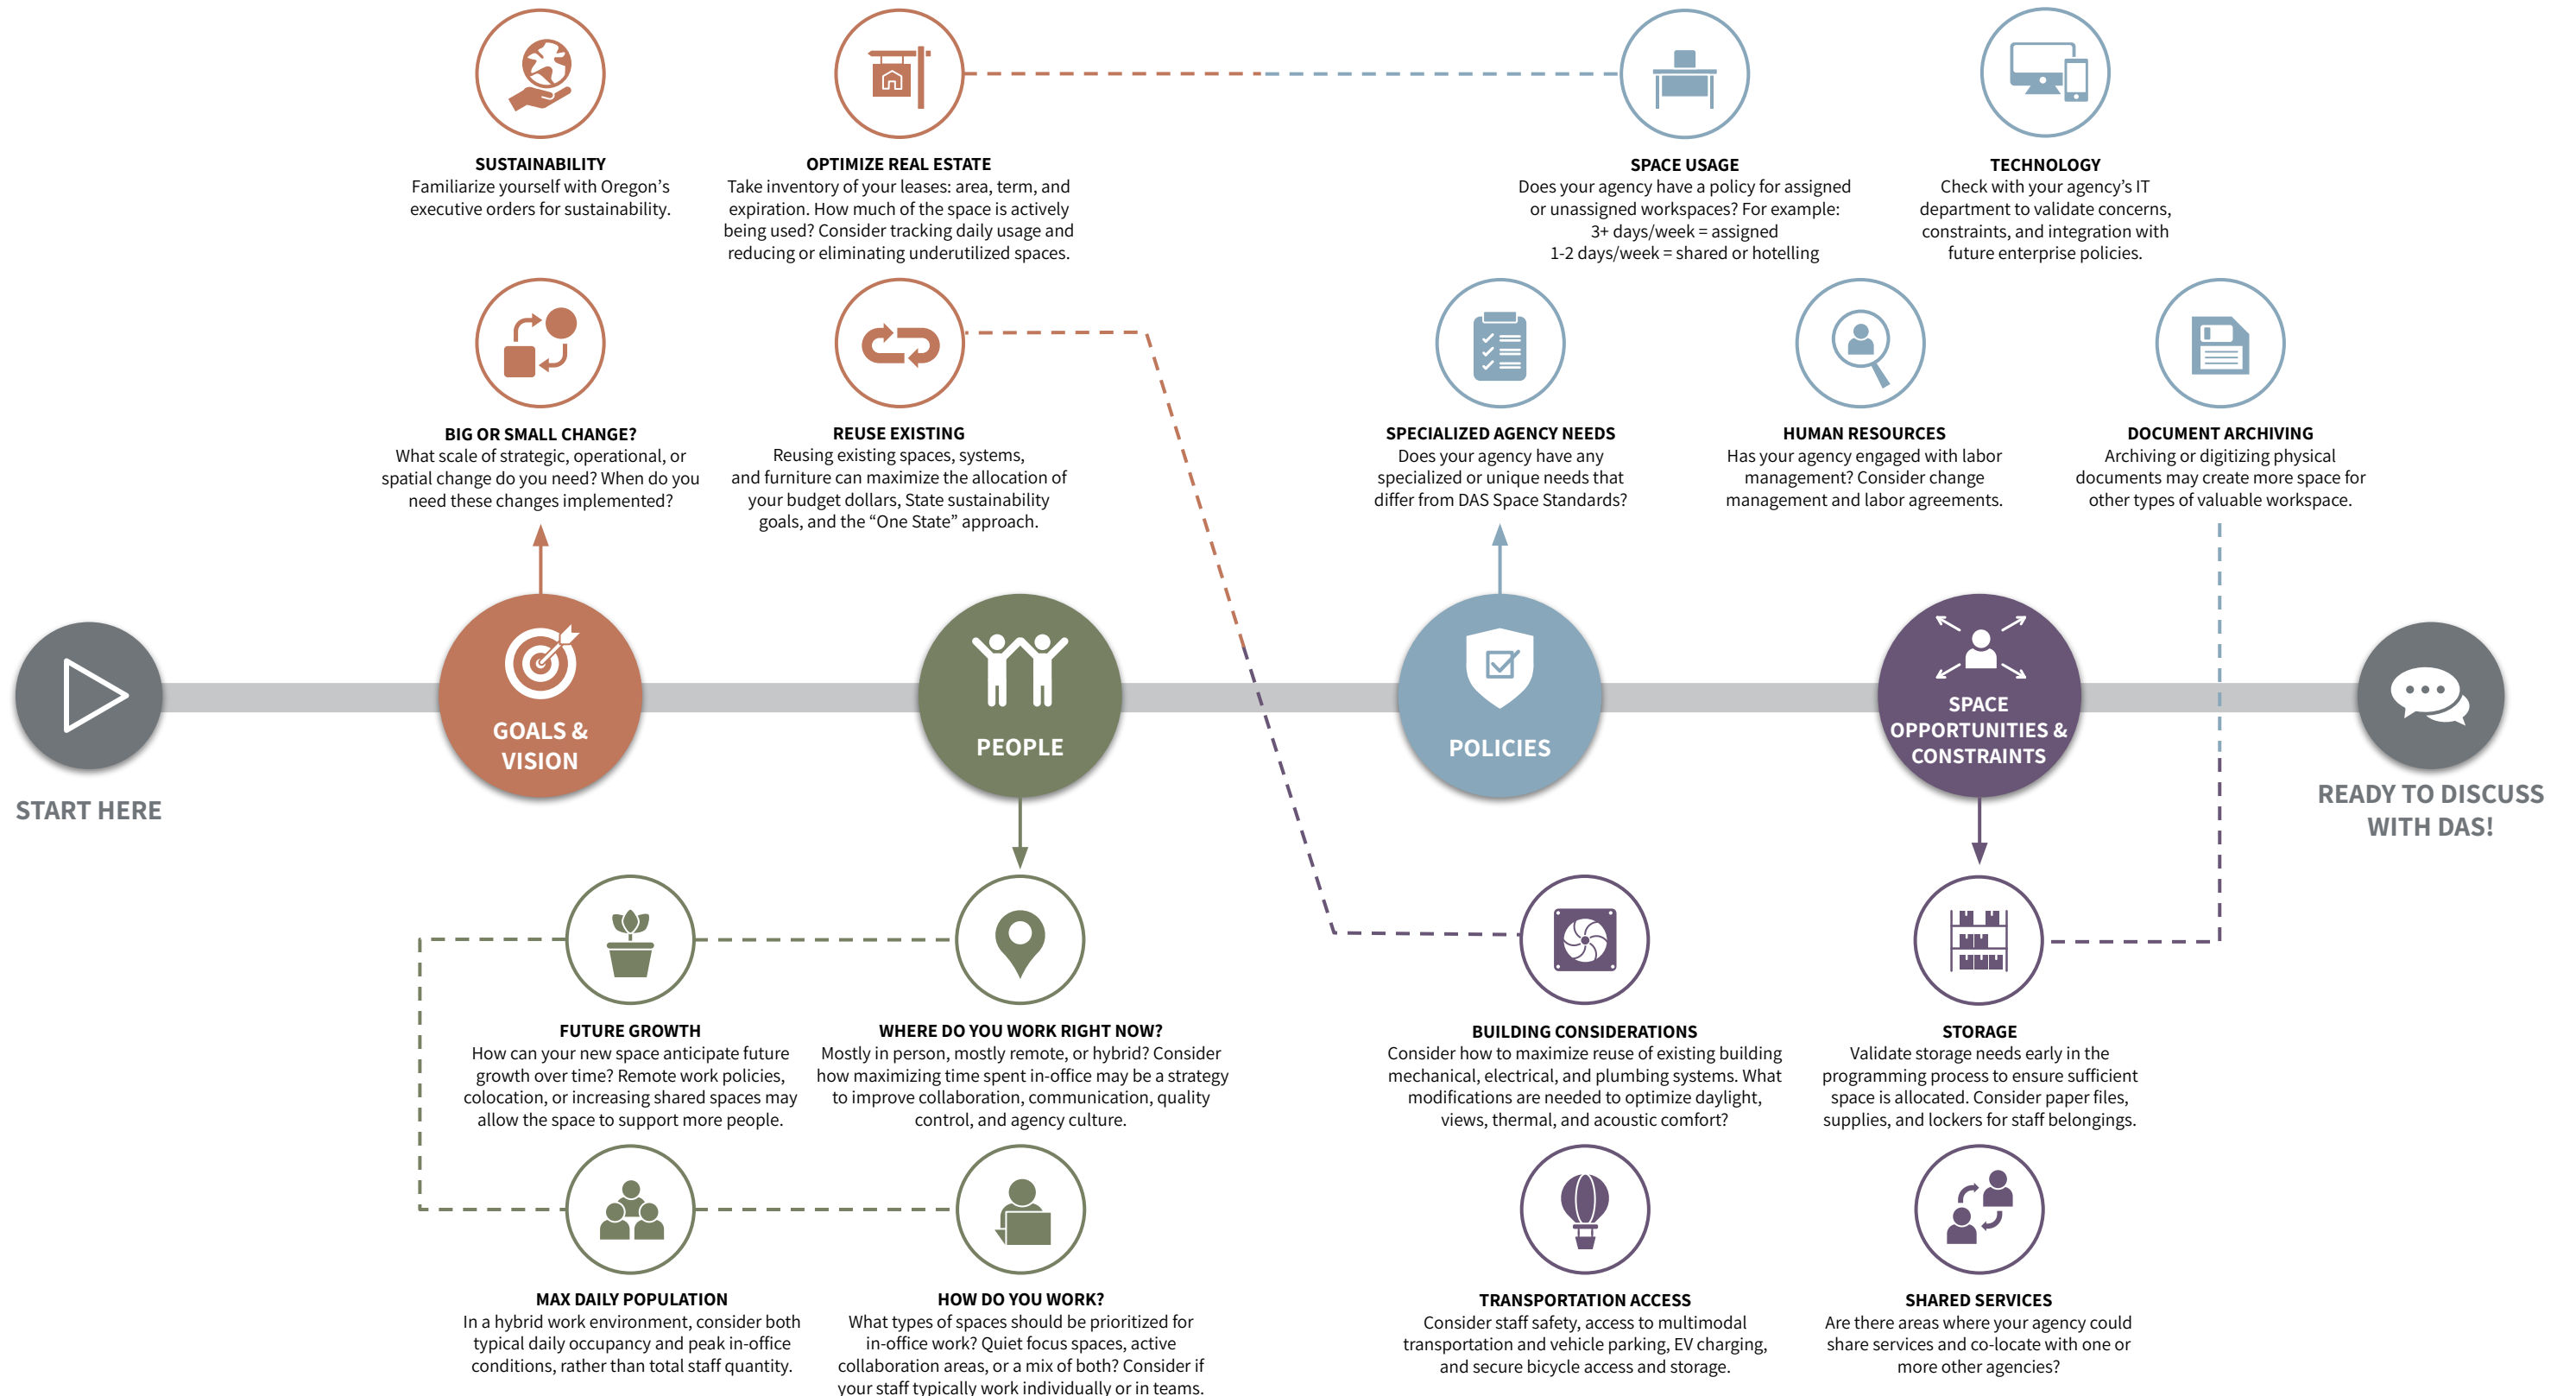 SUSTAINABILITY
Familiarize yourself with Oregon's
executive orders for sustainability.
OPTIMIZE REAL ESTATE
Take inventory of your leases: area, term, and
expiration. How much of the space is actively
being used? Consider tracking daily usage and
reducing or eliminating underutilized spaces.
SPACE USAGE
Does your agency have a policy for assigned
or unassigned workspaces? For example:
3+ days/week = assigned
1-2 days/week = shared or hotelling
TECHNOLOGY
Check with your agency's IT
department to validate concerns,
constraints, and integration with
future enterprise policies.
BIG OR SMALL CHANGE?
What scale of strategic, operational, or
spatial change do you need? When do you
need these changes implemented?
REUSE EXISTING
Reusing existing spaces, systems,
and furniture can maximize the allocation of
your budget dollars, State sustainability
goals, and the “One State” approach.
SPECIALIZED AGENCY NEEDS
Does your agency have any
specialized or unique needs that
differ from DAS Space Standards?
HUMAN RESOURCES
Has your agency engaged with labor
management? Consider change
management and labor agreements.
DOCUMENT ARCHIVING
Archiving or digitizing physical
documents may create more space for
other types of valuable workspace.
START HERE
GOALS &
VISION
PEOPLE
POLICIES
SPACE
OPPORTUNITIES &
CONSTRAINTS
READY TO DISCUSS
WITH DAS!
FUTURE GROWTH
How can your new space anticipate future
growth over time? Remote work policies,
colocation, or increasing shared spaces may
allow the space to support more people.
WHERE DO YOU WORK RIGHT NOW?
Mostly in person, mostly remote, or hybrid? Consider
how maximizing time spent in-office may be a strategy
to improve collaboration, communication, quality
control, and agency culture.
BUILDING CONSIDERATIONS
Consider how to maximize reuse of existing building
mechanical, electrical, and plumbing systems. What
modifications are needed to optimize daylight,
views, thermal, and acoustic comfort?
STORAGE
Validate storage needs early in the
programming process to ensure sufficient
space is allocated. Consider paper files,
supplies, and lockers for staff belongings.
MAX DAILY POPULATION
In a hybrid work environment, consider both
typical daily occupancy and peak in-office
conditions, rather than total staff quantity.
HOW DO YOU WORK?
What types of spaces should be prioritized for
in-office work? Quiet focus spaces, active
collaboration areas, or a mix of both? Consider if
your staff typically work individually or in teams.
TRANSPORTATION ACCESS
Consider staff safety, access to multimodal
transportation and vehicle parking, EV charging,
and secure bicycle access and storage.
SHARED SERVICES
Are there areas where your agency could
share services and co-locate with one or
more other agencies?